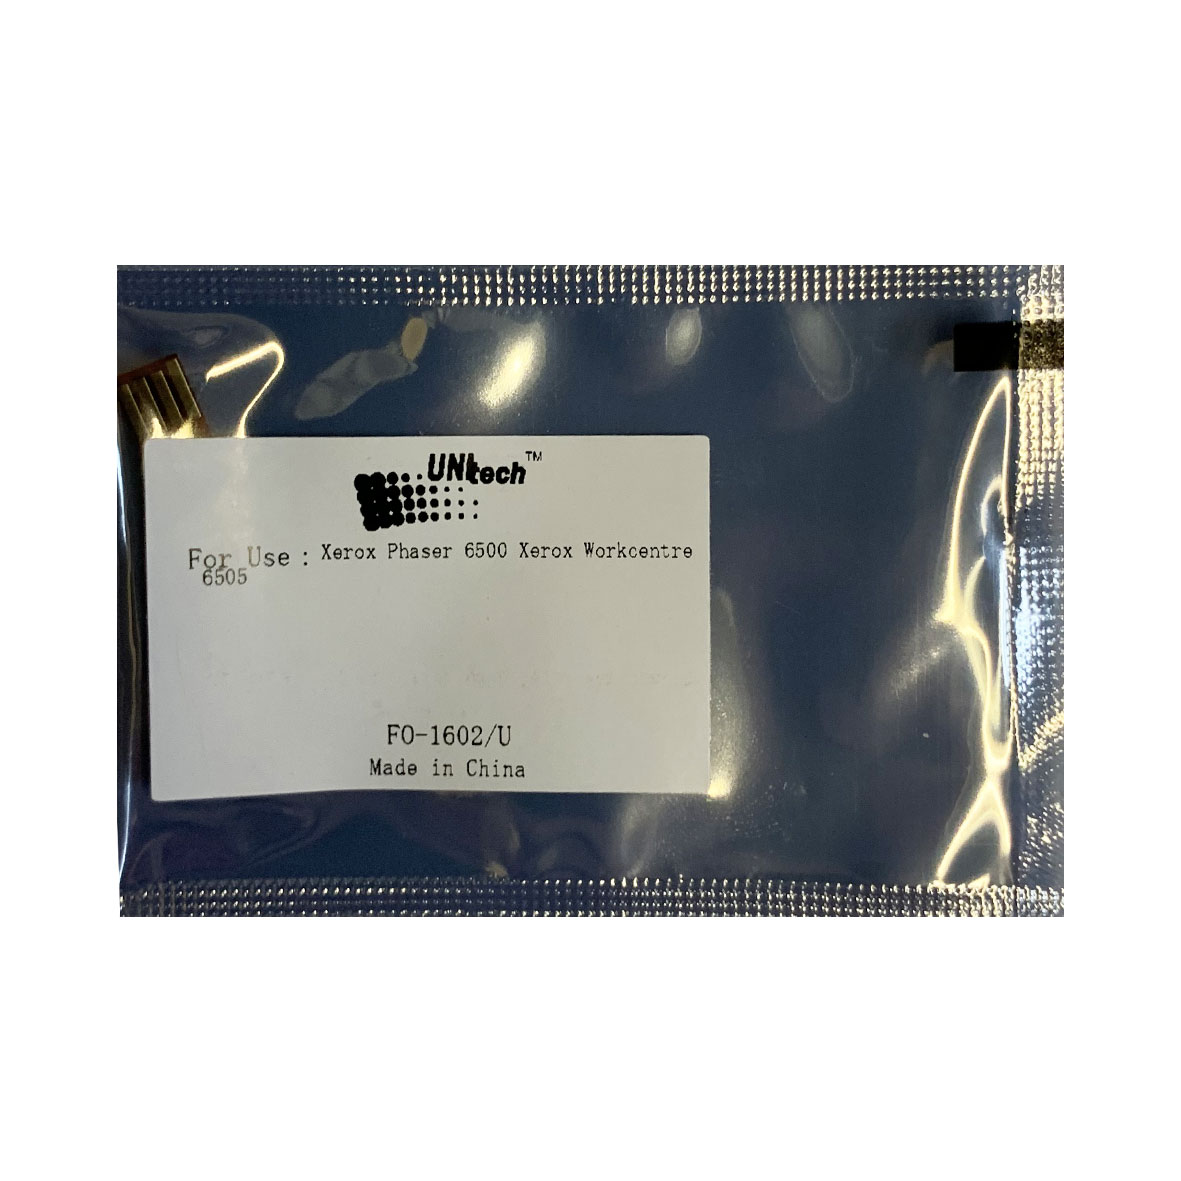 UNItech™
For Use : Xerox Phaser 6500 Xerox Workcentre
6505
FO-1602/U
Made in China